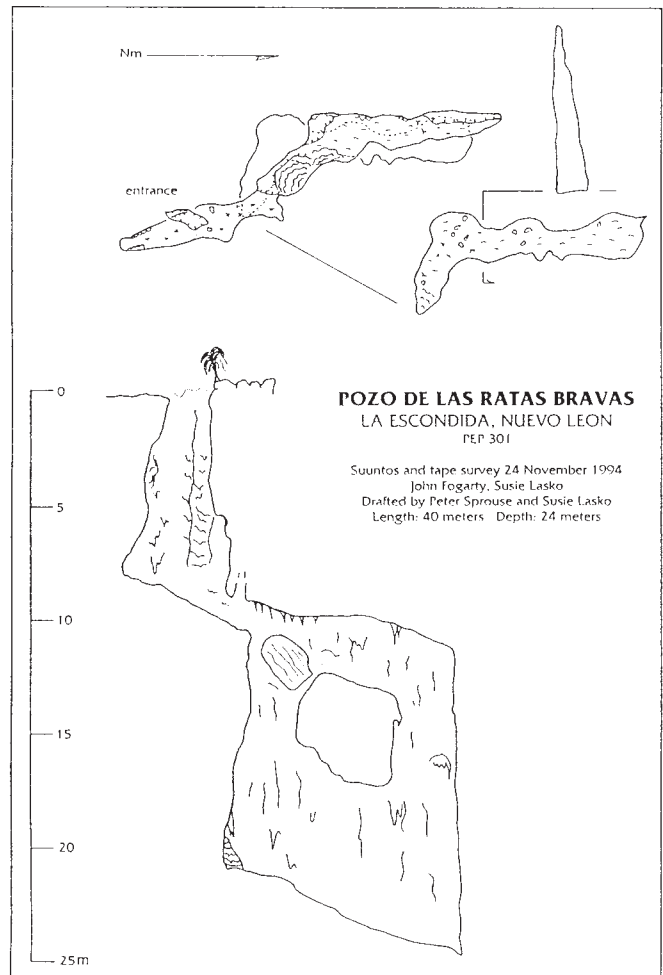 Nm
entrance
0
POZO DE LAS RATAS BRAVAS
LA ESCONDIDA, NUEVO LEON
PEP 301
Suuntos and tape survey 24 November 1994
John Fogarty, Susie Lasko
Drafted by Peter Sprouse and Susie Lasko
Length: 40 meters Depth: 24 meters
5
10
15
20
25m